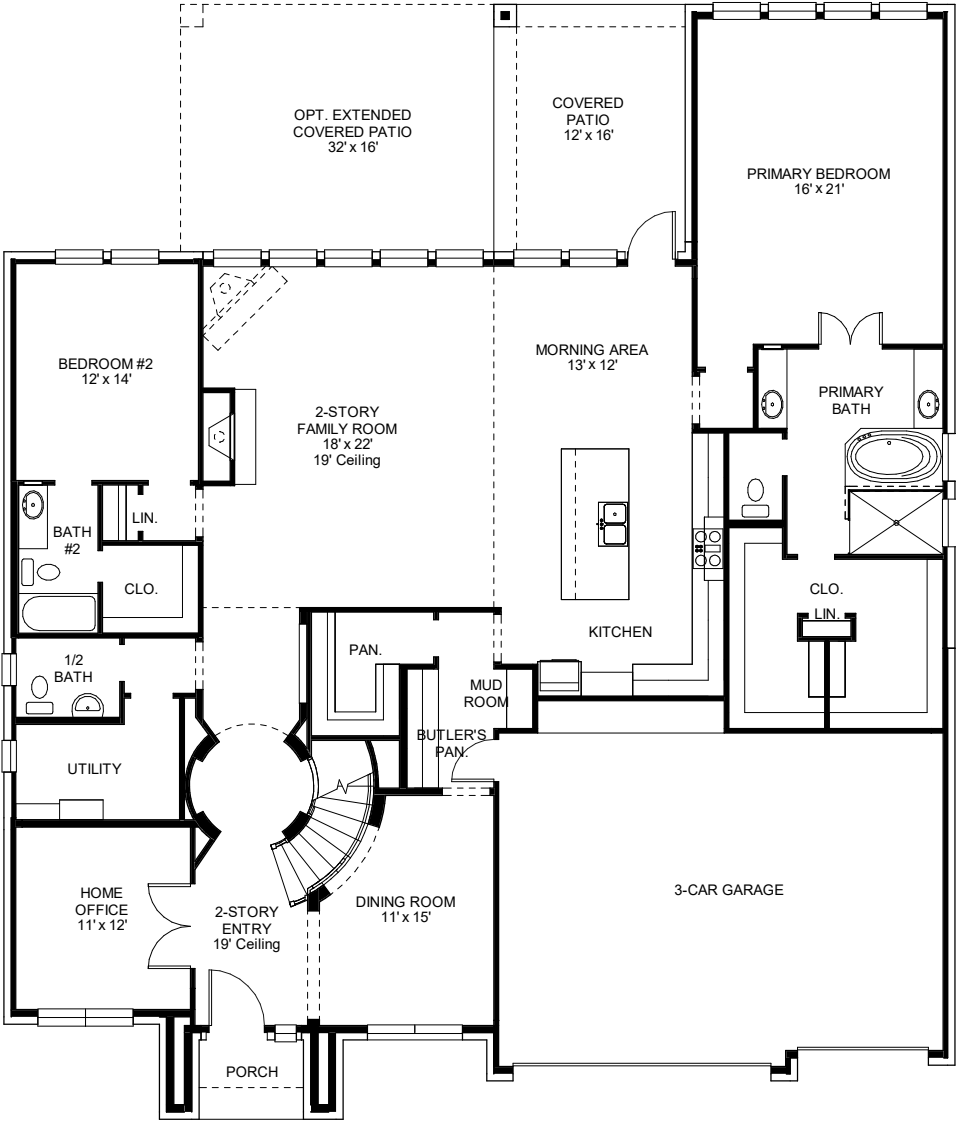 OPT. EXTENDED
COVERED PATIO
32' x 16'
COVERED
PATIO
12' x 16'
PRIMARY BEDROOM
16' x 21'
BEDROOM #2
12' x 14'
MORNING AREA
13' x 12'
2-STORY
FAMILY ROOM
18' x 22'
19' Ceiling
PRIMARY
BATH
LIN.
BATH
#2
CLO.
CLO.
LIN.
KITCHEN
PAN.
1/2
BATH
MUD
ROOM
BUTLER'S
PAN.
UTILITY
HOME
OFFICE
11' x 12'
2-STORY
ENTRY
19' Ceiling
DINING ROOM
11' x 15'
3-CAR GARAGE
PORCH